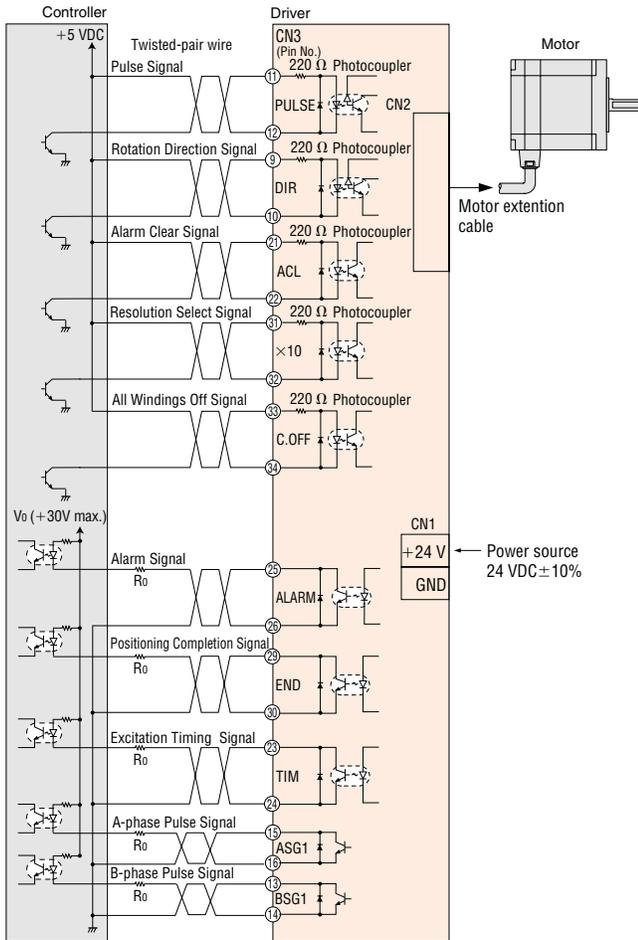 Controller
Driver
+5 VDC
Twisted-pair wire
CN3
(Pin No.)
Motor
Pulse Signal
11
220 Ω Photocoupler
PULSE
CN2
12
Rotation Direction Signal
9
220 Ω Photocoupler
DIR
10
Motor extention
cable
Alarm Clear Signal
21
220 Ω Photocoupler
ACL
22
Resolution Select Signal
31
220 Ω Photocoupler
×10
32
All Windings Off Signal
33
220 Ω Photocoupler
C.OFF
34
V0 (+30V max.)
CN1
+24 V
Power source
24 VDC±10%
GND
Alarm Signal
25
R0
ALARM
26
Positioning Completion Signal
29
R0
END
30
Excitation Timing Signal
23
R0
TIM
24
A-phase Pulse Signal
15
R0
ASG1
16
B-phase Pulse Signal
13
R0
BSG1
14